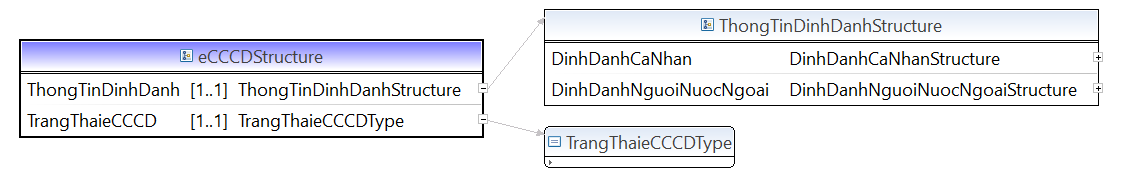 eCCCDStructure
ThongTinDinhDanh [1..1] ThongTinDinhDanhStructure
TrangThaieCCCD [1..1] TrangThaieCCCDType
ThongTinDinhDanhStructure
DinhDanhCaNhan DinhDanhCaNhanStructure
DinhDanhNguoiNuocNgoai DinhDanhNguoiNuocNgoaiStructure
TrangThaieCCCDType